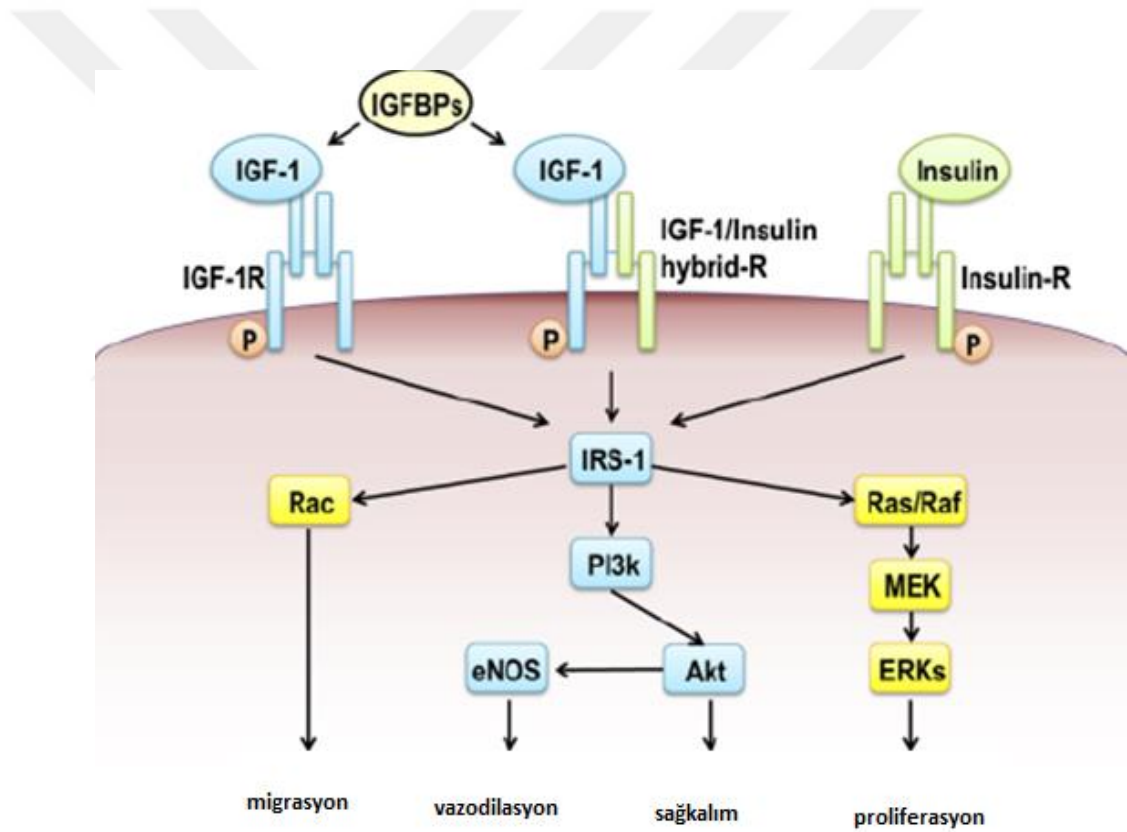 IGFBPs
IGF-1
IGF-1
Insulin
IGF-1R
IGF-1/Insulin
hybrid-R
Insulin-R
P
P
P
IRS-1
Rac
Ras/Raf
PI3k
MEK
eNOS
Akt
ERKs
migrasyon
vazodilasyon
sağkalım
proliferasyon